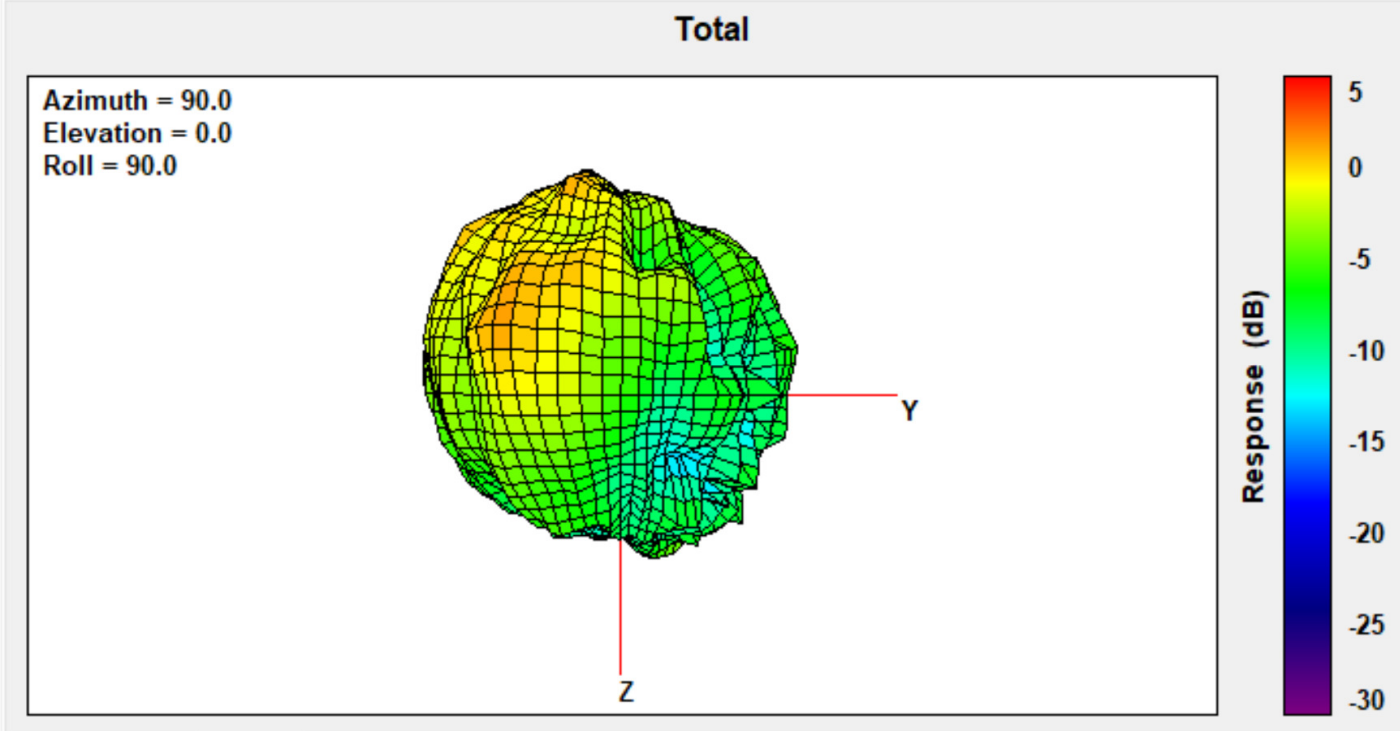 Total
Azimuth = 90.0
Elevation = 0.0
Roll = 90.0
Y
Z
5
0
-5
-10
-15
-20
-25
-30
Response (dB)